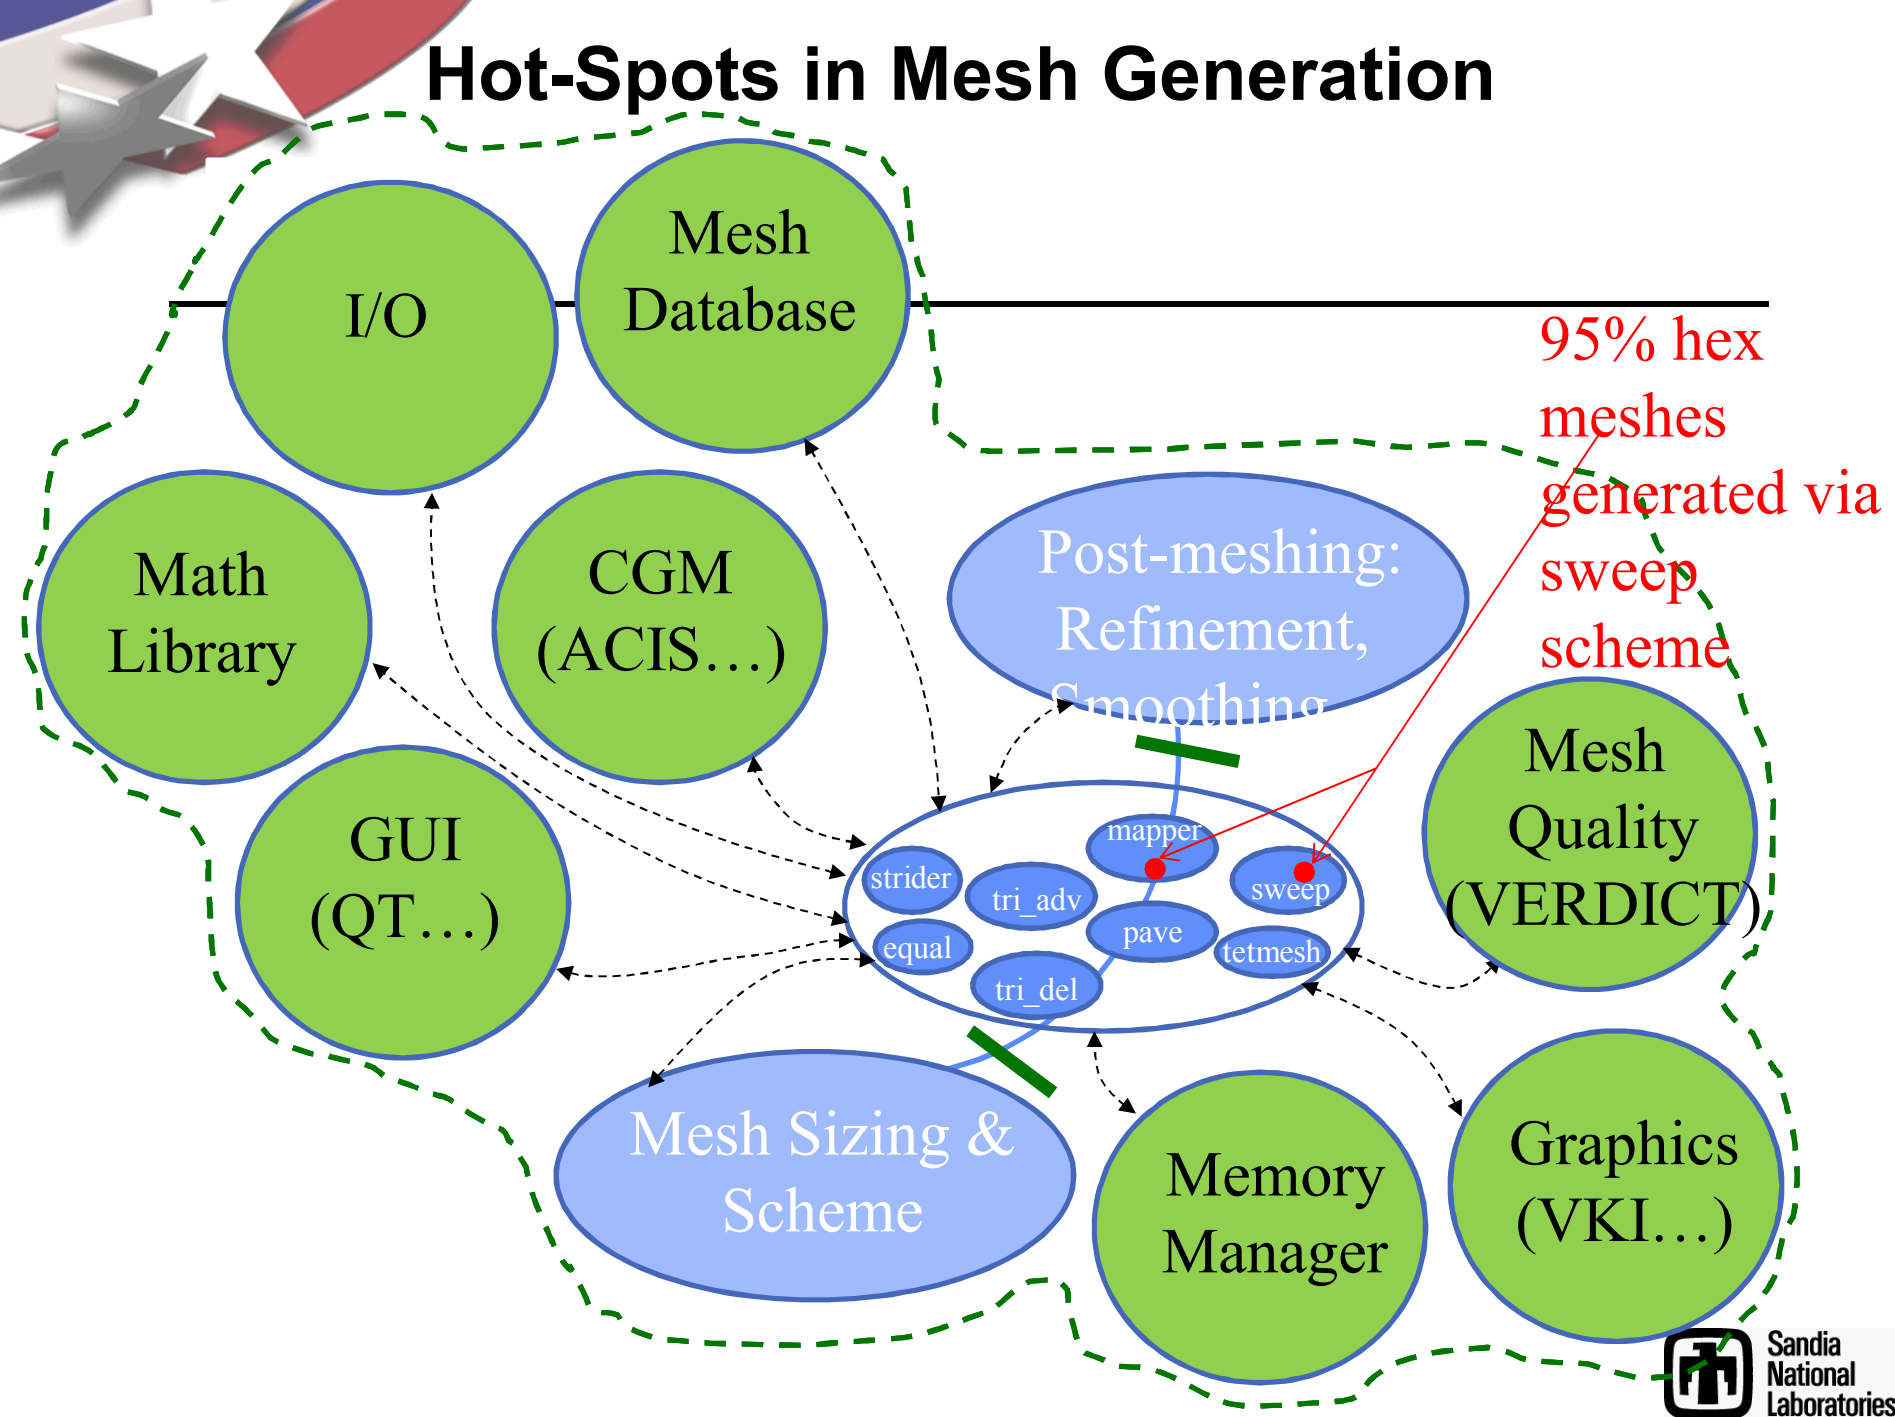 Hot-Spots in Mesh Generation
Mesh
Database
I/O
95% hex
meshes
generated via
sweep
scheme
Math
Library
CGM
(ACIS…)
Post-meshing:
Refinement,
Smoothing
GUI
(QT…)
Mesh
Quality
(VERDICT)
mapper
strider
tri_adv
sweep
pave
equal
tetmesh
tri_del
Mesh Sizing &
Scheme
Memory
Manager
Graphics
(VKI…)
Sandia
National
Laboratories